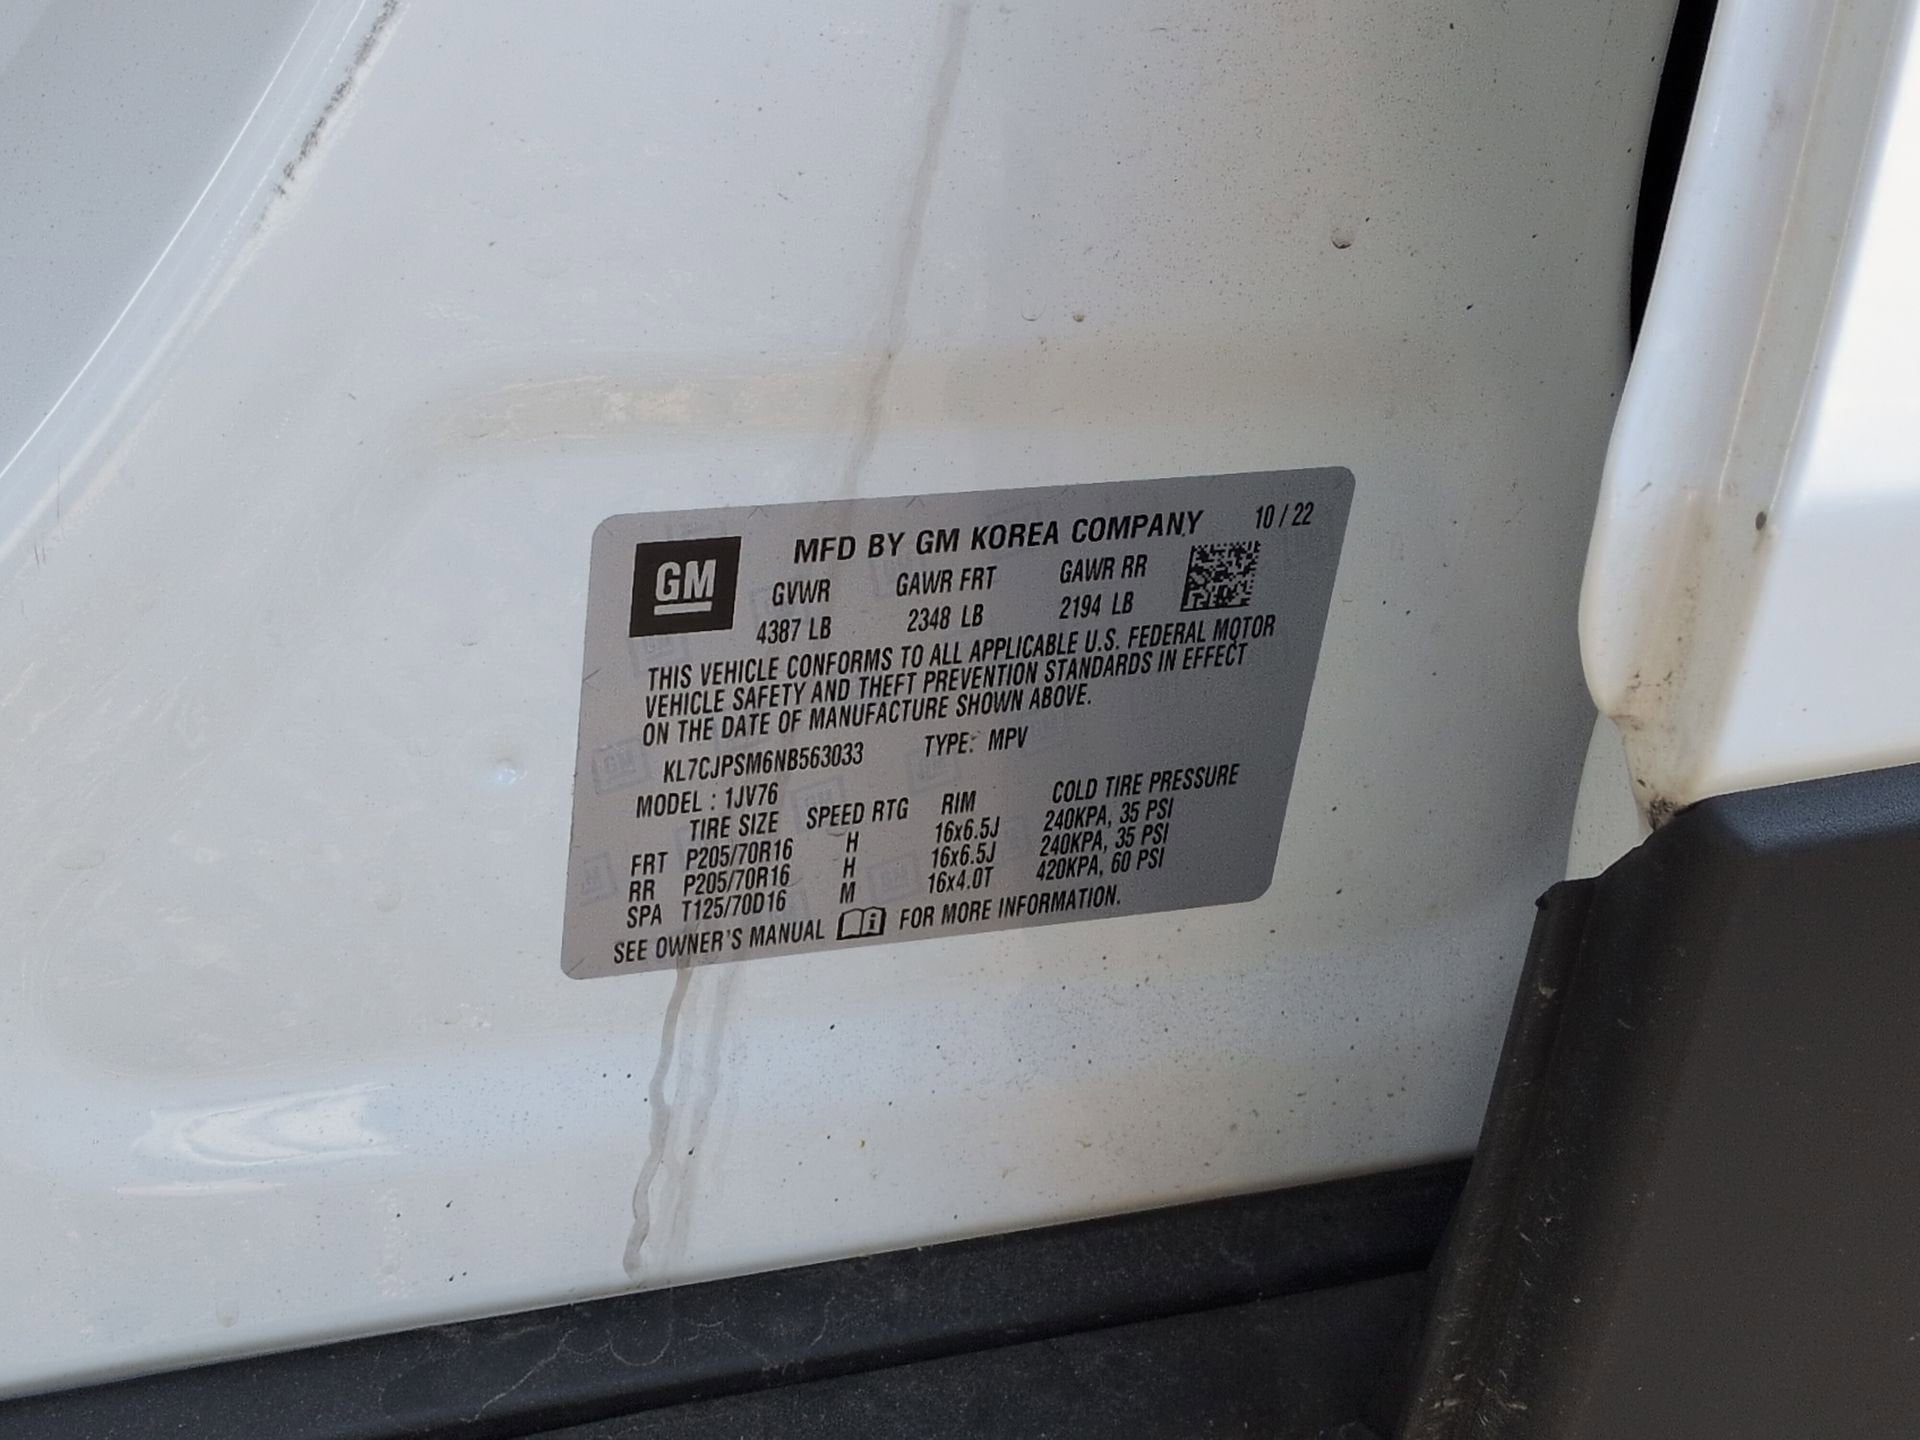 GM
MFD BY GM KOREA COMPANY 10 / 22
GVWR GAWR FRT GAWR RR
4387 LB 2348 LB 2194 LB
THIS VEHICLE CONFORMS TO ALL APPLICABLE U.S. FEDERAL MOTOR
VEHICLE SAFETY AND THEFT PREVENTION STANDARDS IN EFFECT
ON THE DATE OF MANUFACTURE SHOWN ABOVE.
KL7CJPSM6NB563033 TYPE: MPV
MODEL : 1JV76
TIRE SIZE SPEED RTG RIM COLD TIRE PRESSURE
FRT P205/70R16 H 16x6.5J 240KPA, 35 PSI
RR P205/70R16 H 16x6.5J 240KPA, 35 PSI
SPA T125/70D16 M 16x4.0T 420KPA, 60 PSI
SEE OWNER'S MANUAL FOR MORE INFORMATION.